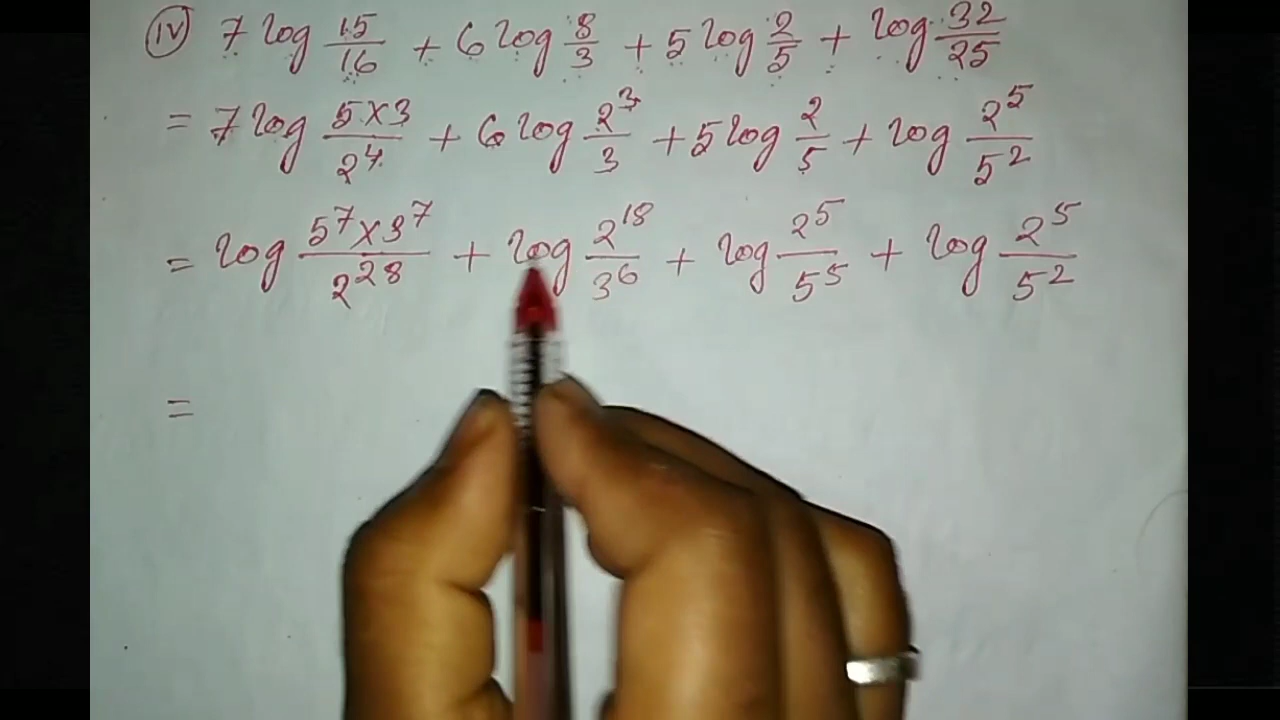 (iv) 7 log 15/16 + 6 log 8/3 + 5 log 2/5 + log 32/25
= 7 log 5×3/2⁴ + 6 log 2³/3 + 5 log 2/5 + log 2⁵/5²
= log 5⁷×3⁷/2²⁸ + log 2¹⁸/3⁶ + log 2⁵/5⁵ + log 2⁵/5²
=